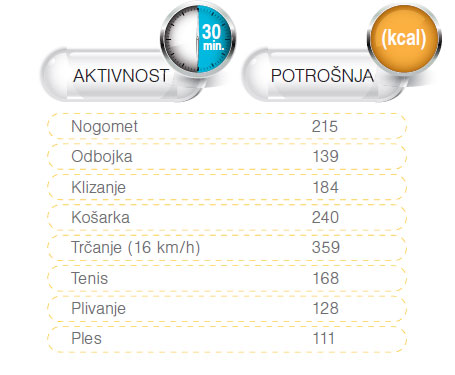 AKTIVNOST 30 min. POTROŠNJA (kcal)
Nogomet 215
Odbojka 139
Klizanje 184
Košarka 240
Trčanje (16 km/h) 359
Tenis 168
Plivanje 128
Ples 111